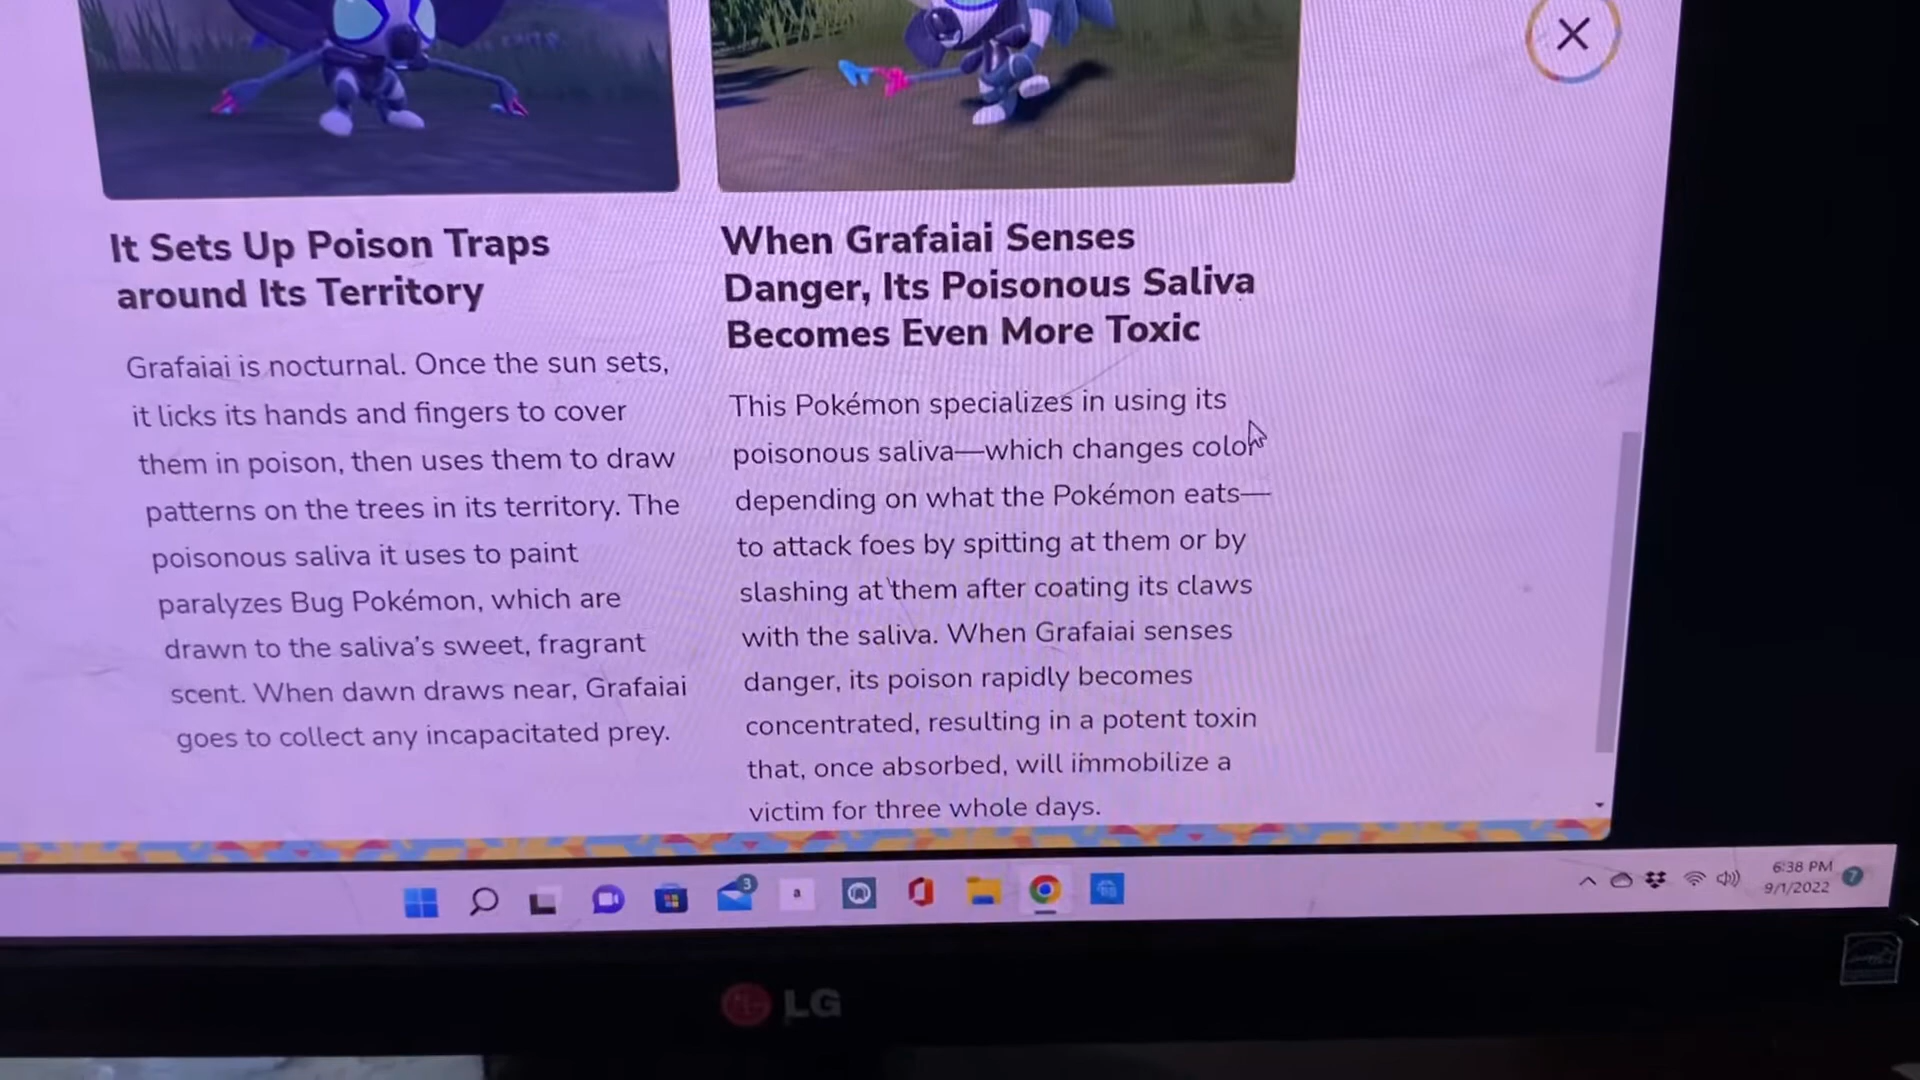 It Sets Up Poison Traps
around Its Territory
Grafaiai is nocturnal. Once the sun sets,
it licks its hands and fingers to cover
them in poison, then uses them to draw
patterns on the trees in its territory. The
poisonous saliva it uses to paint
paralyzes Bug Pokémon, which are
drawn to the saliva's sweet, fragrant
scent. When dawn draws near, Grafaiai
goes to collect any incapacitated prey.
When Grafaiai Senses
Danger, Its Poisonous Saliva
Becomes Even More Toxic
This Pokémon specializes in using its
poisonous saliva—which changes color
depending on what the Pokémon eats—
to attack foes by spitting at them or by
slashing at them after coating its claws
with the saliva. When Grafaiai senses
danger, its poison rapidly becomes
concentrated, resulting in a potent toxin
that, once absorbed, will immobilize a
victim for three whole days.
3
a
6:38 PM
9/1/2022
7
LG